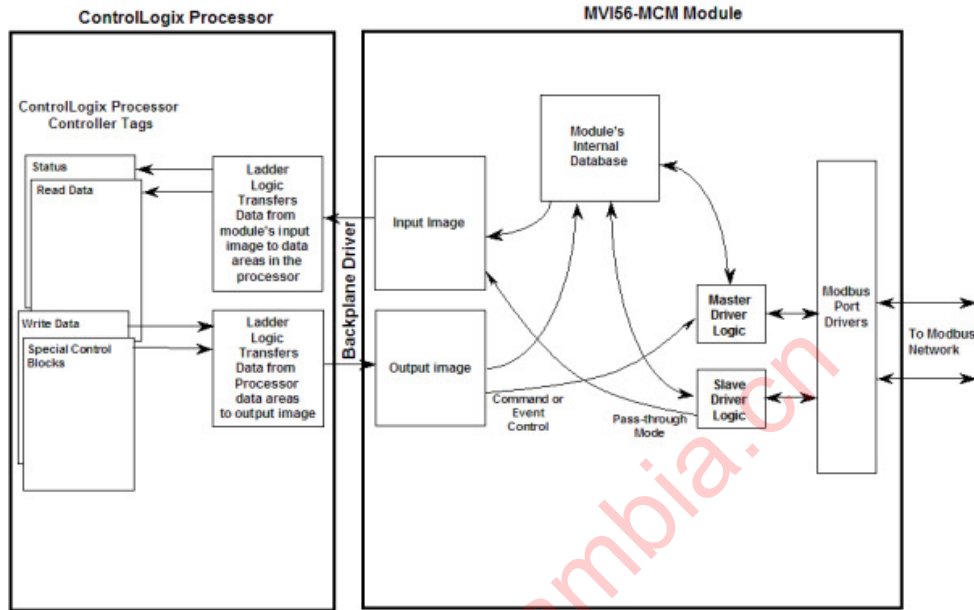 ControlLogix Processor
MVI56-MCM Module
ControlLogix Processor
Controller Tags
Status
Read Data
Write Data
Special Control
Blocks
Ladder
Logic
Transfers
Data from
module's input
image to data
areas in the
processor
Ladder
Logic
Transfers
Data from
Processor
data areas
to output image
Backplane Driver
Input Image
Output image
Module's
Internal
Database
Command or
Event
Control
Pass-through
Mode
Master
Driver
Logic
Slave
Driver
Logic
Modbus
Port
Drivers
To Modbus
Network
ambia.cn